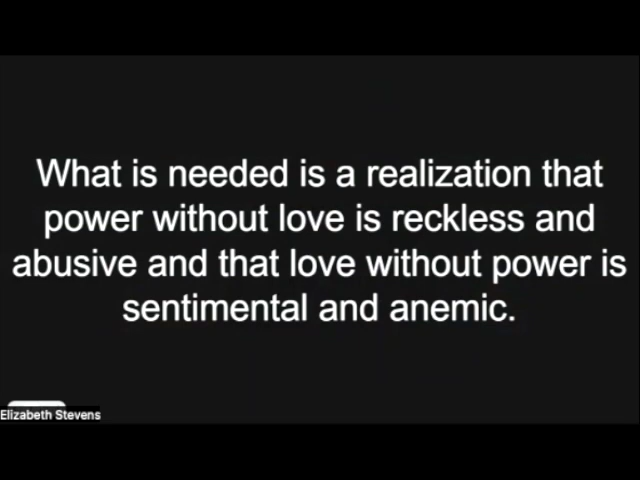 What is needed is a realization that
power without love is reckless and
abusive and that love without power is
sentimental and anemic.
Elizabeth Stevens